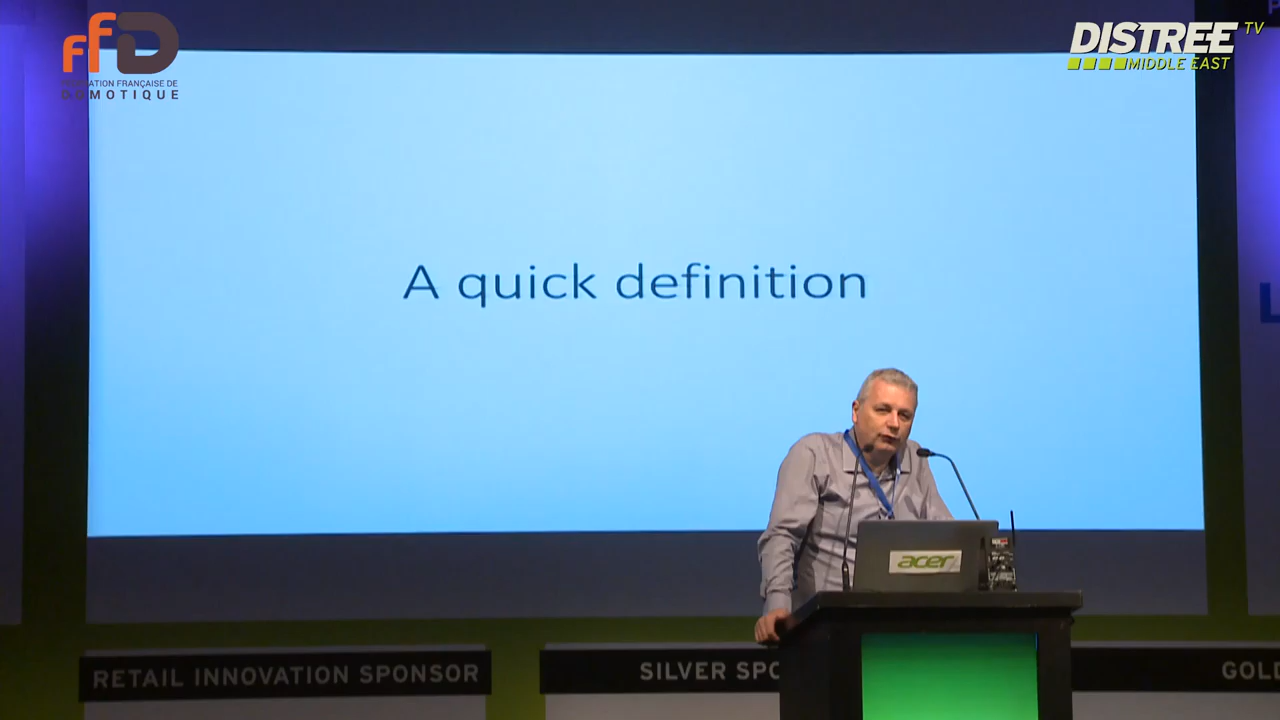 FFD
FÉDÉRATION FRANÇAISE DE
DOMOTIQUE
DISTREE TV
MIDDLE EAST
A quick definition
acer
RETAIL INNOVATION SPONSOR
SILVER SPO
GOLD